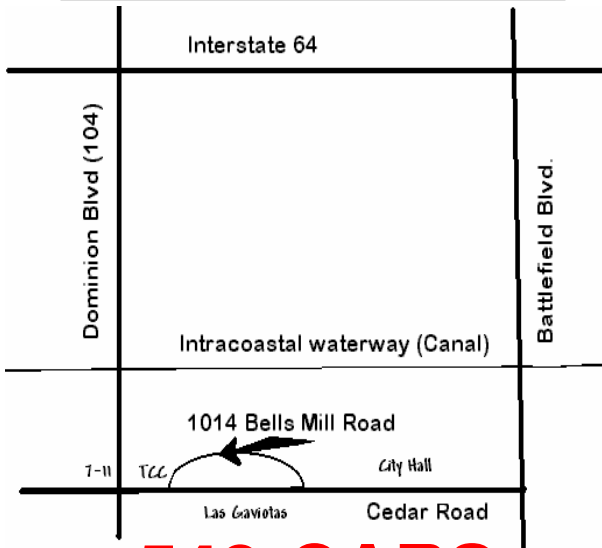 Interstate 64
Dominion Blvd (104)
Battlefield Blvd.
Intracoastal waterway (Canal)
1014 Bells Mill Road
7-11
TCC
City Hall
Las Gaviotas
Cedar Road